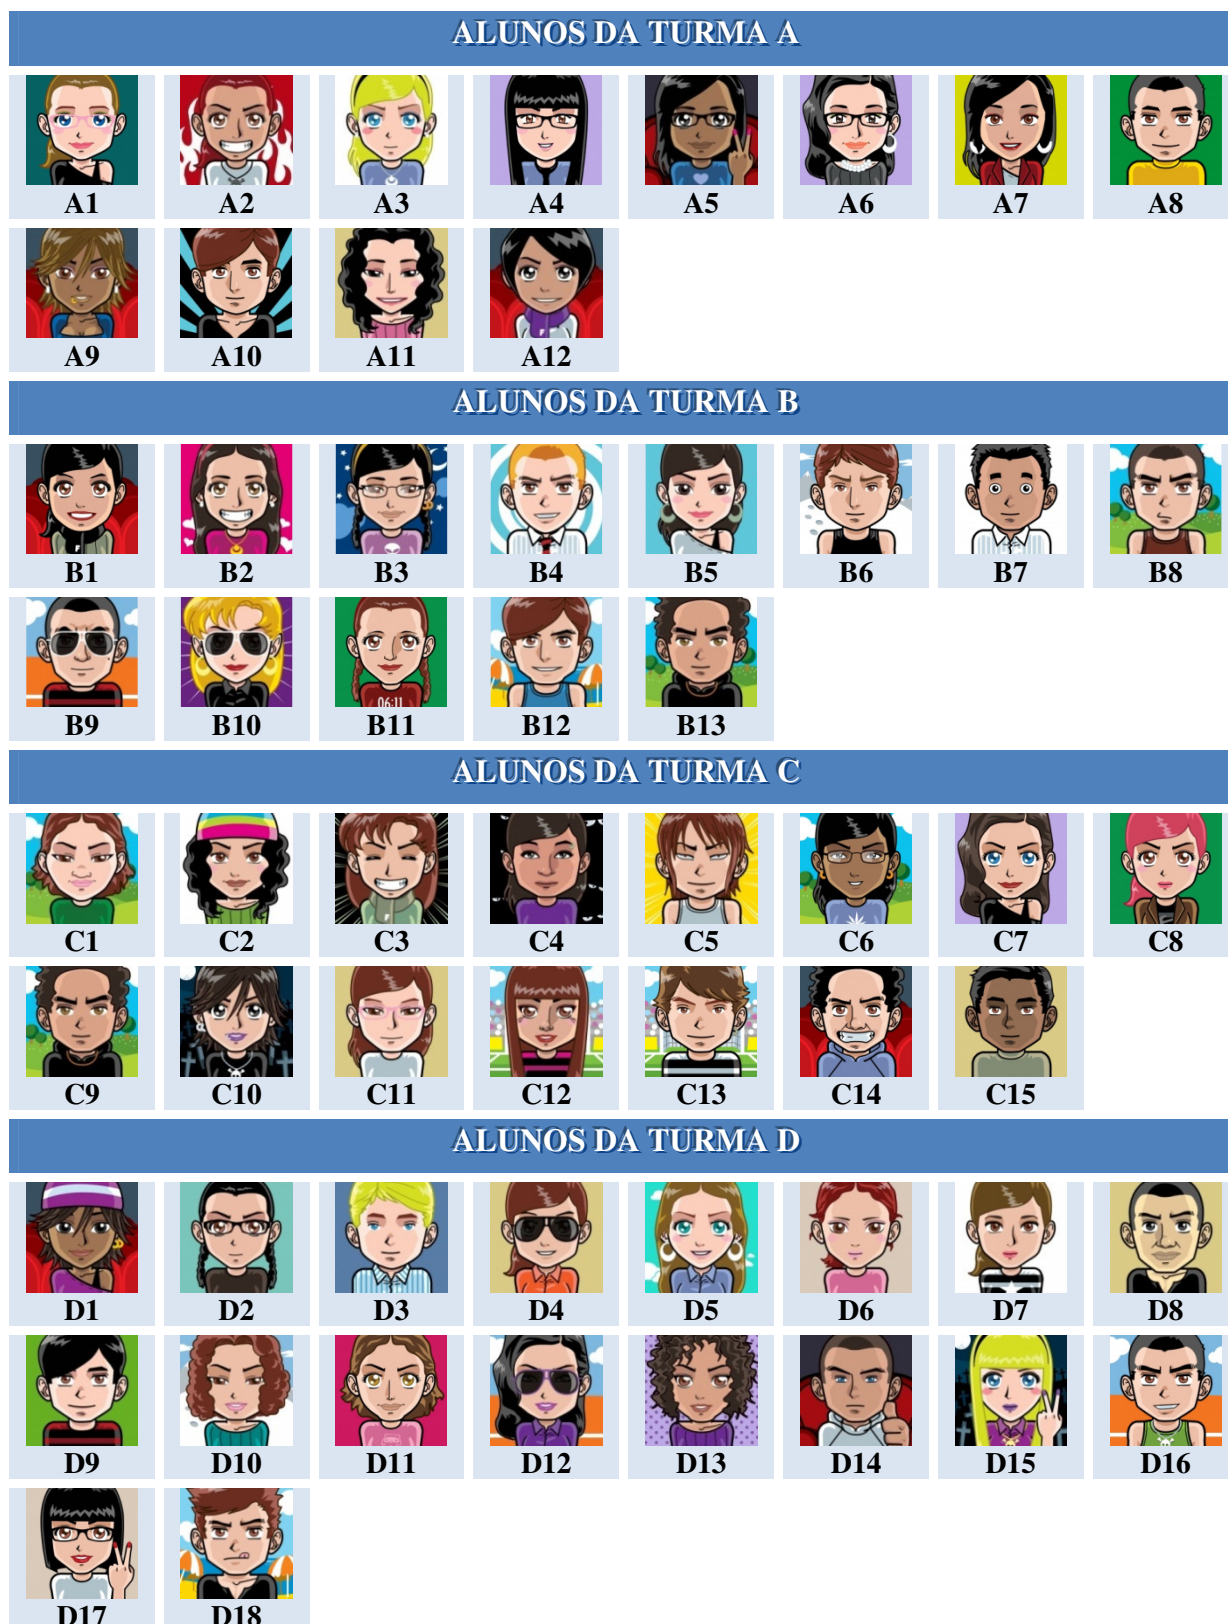 ALUNOS DA TURMA A
A1 A2 A3 A4 A5 A6 A7 A8
A9 A10 A11 A12
ALUNOS DA TURMA B
B1 B2 B3 B4 B5 B6 B7 B8
06:11
B9 B10 B11 B12 B13
ALUNOS DA TURMA C
C1 C2 C3 C4 C5 C6 C7 C8
C9 C10 C11 C12 C13 C14 C15
ALUNOS DA TURMA D
D1 D2 D3 D4 D5 D6 D7 D8
D9 D10 D11 D12 D13 D14 D15 D16
D17 D18